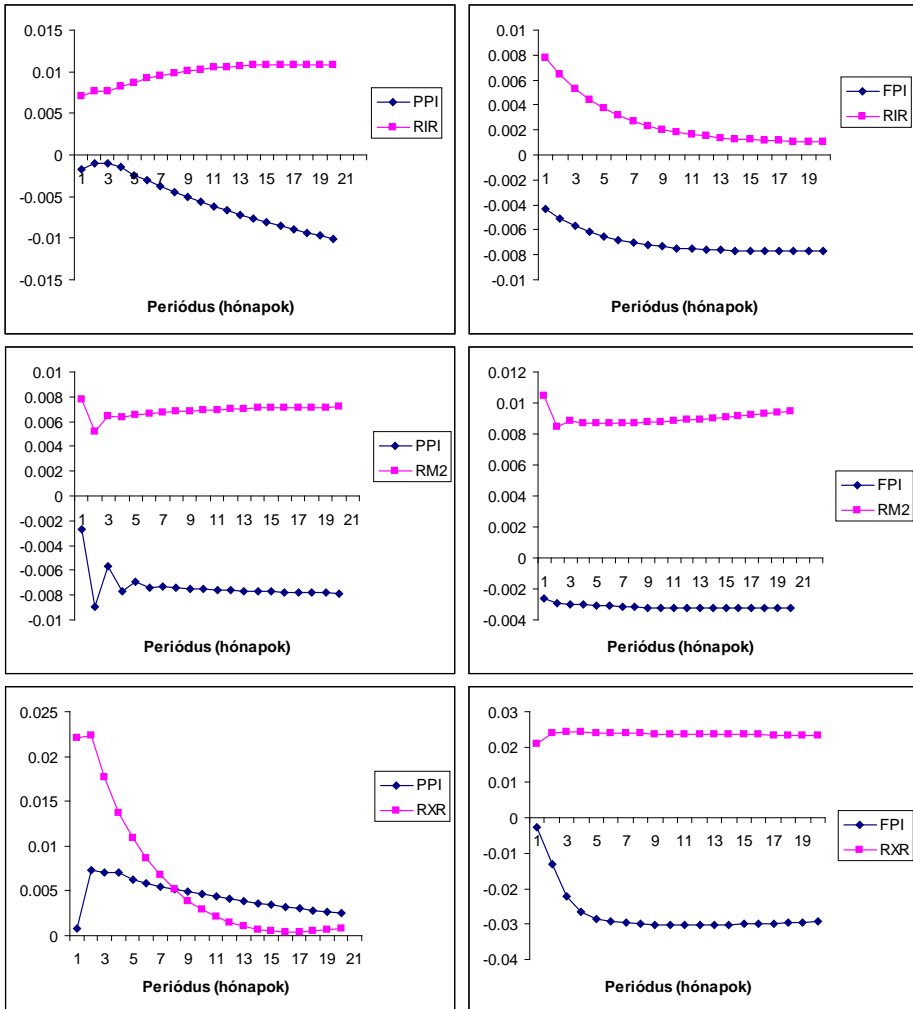 0.015
0.01
0.005
0
-0.005
-0.01
-0.015
1 3 5 7 9 11 13 15 17 19 21
PPI
RIR
Periódus (hónapok)
0.01
0.008
0.006
0.004
0.002
0
-0.002
-0.004
-0.006
-0.008
-0.01
1 3 5 7 9 11 13 15 17 19
FPI
RIR
Periódus (hónapok)
0.01
0.008
0.006
0.004
0.002
0
-0.002
-0.004
-0.006
-0.008
-0.01
1 3 5 7 9 11 13 15 17 19 21
PPI
RM2
Periódus (hónapok)
0.012
0.01
0.008
0.006
0.004
0.002
0
-0.002
-0.004
1 3 5 7 9 11 13 15 17 19 21
FPI
RM2
Periódus (hónapok)
0.025
0.02
0.015
0.01
0.005
0
1 3 5 7 9 11 13 15 17 19 21
PPI
RXR
Periódus (hónapok)
0.03
0.02
0.01
0
-0.01
-0.02
-0.03
-0.04
1 3 5 7 9 11 13 15 17 19
FPI
RXR
Periódus (hónapok)